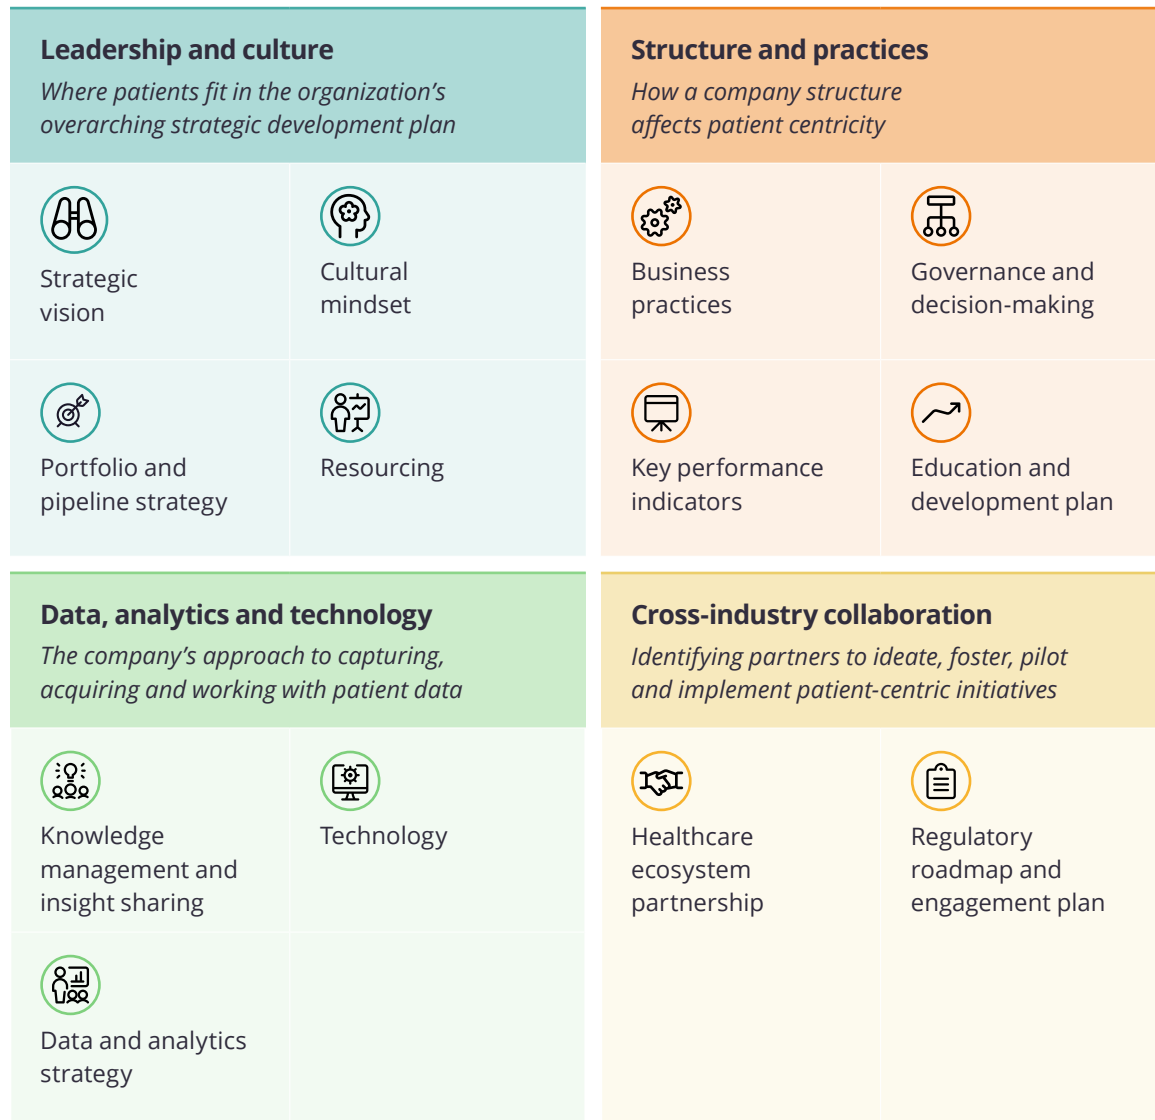 Leadership and culture
Where patients fit in the organization’s
overarching strategic development plan
Strategic
vision
Cultural
mindset
Portfolio and
pipeline strategy
Resourcing
Structure and practices
How a company structure
affects patient centricity
Business
practices
Governance and
decision-making
Key performance
indicators
Education and
development plan
Data, analytics and technology
The company’s approach to capturing,
acquiring and working with patient data
Knowledge
management and
insight sharing
Technology
Data and analytics
strategy
Cross-industry collaboration
Identifying partners to ideate, foster, pilot
and implement patient-centric initiatives
Healthcare
ecosystem
partnership
Regulatory
roadmap and
engagement plan